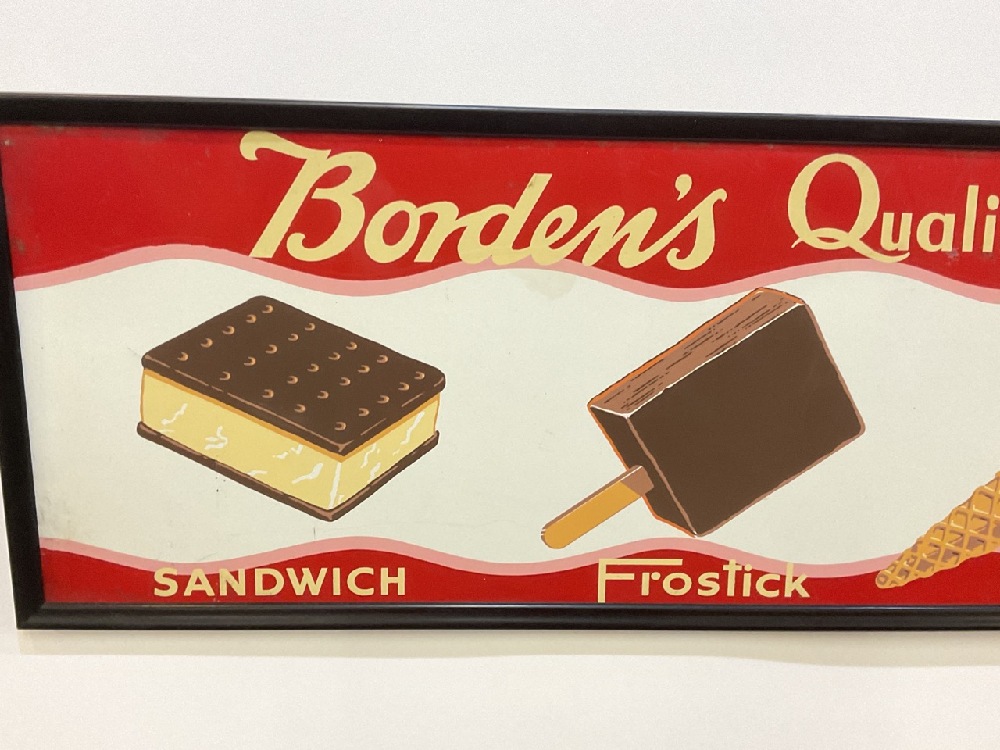 Borden's Quali
SANDWICH Frostick